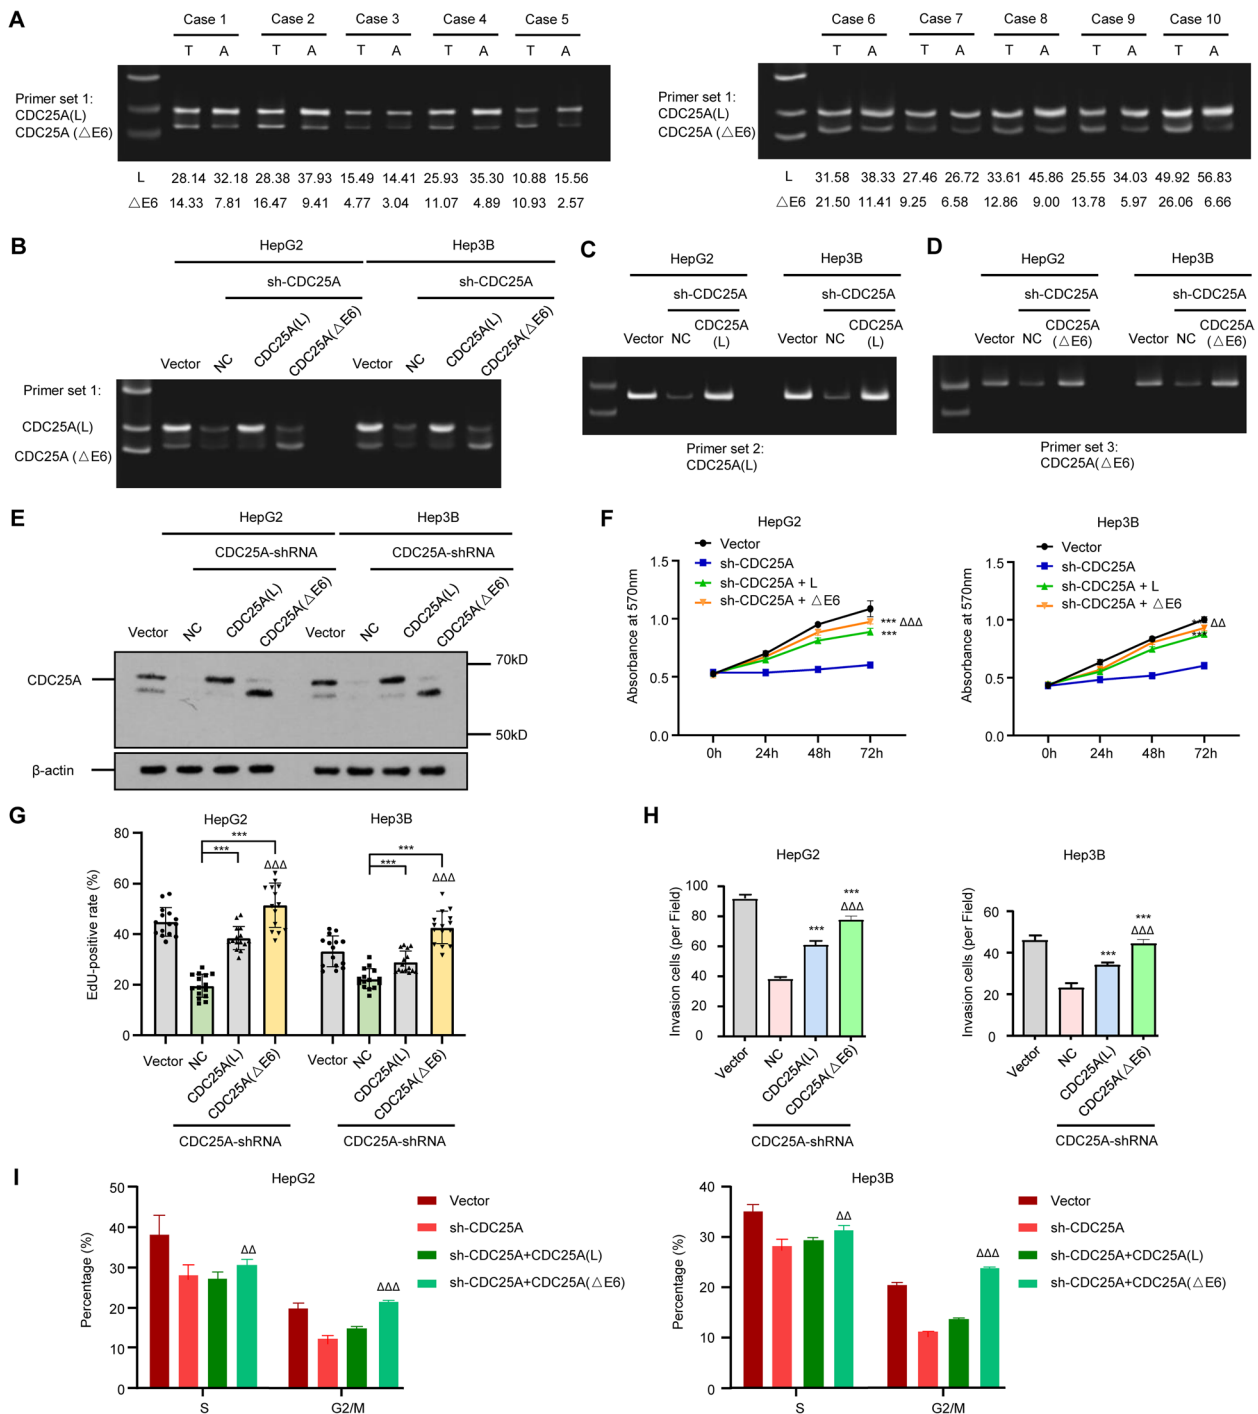 A
Case 1 Case 2 Case 3 Case 4 Case 5
T A T A T A T A T A
Primer set 1:
CDC25A(L)
CDC25A (△E6)
L 28.14 32.18 28.38 37.93 15.49 14.41 25.93 35.30 10.88 15.56
△E6 14.33 7.81 16.47 9.41 4.77 3.04 11.07 4.89 10.93 2.57
Case 6 Case 7 Case 8 Case 9 Case 10
T A T A T A T A T A
Primer set 1:
CDC25A(L)
CDC25A (△E6)
L 31.58 38.33 27.46 26.72 33.61 45.86 25.55 34.03 49.92 56.83
△E6 21.50 11.41 9.25 6.58 12.86 9.00 13.78 5.97 26.06 6.66
B
HepG2 Hep3B
sh-CDC25A sh-CDC25A
Vector NC CDC25A(L) CDC25A(△E6) Vector NC CDC25A(L) CDC25A(△E6)
Primer set 1:
CDC25A(L)
CDC25A (△E6)
C
HepG2 Hep3B
sh-CDC25A sh-CDC25A
Vector NC CDC25A (L) Vector NC CDC25A (L)
Primer set 2:
CDC25A(L)
D
HepG2 Hep3B
sh-CDC25A sh-CDC25A
Vector NC CDC25A (△E6) Vector NC CDC25A (△E6)
Primer set 3:
CDC25A(△E6)
E
HepG2 Hep3B
CDC25A-shRNA CDC25A-shRNA
Vector NC CDC25A(L) CDC25A(△E6) Vector NC CDC25A(L) CDC25A(△E6)
70kD
CDC25A
50kD
β-actin
F
HepG2
Vector
sh-CDC25A
sh-CDC25A + L
sh-CDC25A + △E6
Absorbance at 570nm
1.5
1.0
0.5
0.0
*** ΔΔΔ
***
0h 24h 48h 72h
Hep3B
Vector
sh-CDC25A
sh-CDC25A + L
sh-CDC25A + △E6
Absorbance at 570nm
1.5
1.0
0.5
0.0
*** ΔΔ
***
0h 24h 48h 72h
G
HepG2 Hep3B
EdU-positive rate (%)
80
60
40
20
0
*** *** ΔΔΔ
*** *** ΔΔΔ
Vector NC CDC25A(L) CDC25A(△E6) Vector NC CDC25A(L) CDC25A(△E6)
CDC25A-shRNA CDC25A-shRNA
H
HepG2
Invasion cells (per Field)
100
80
60
40
20
0
***
***
ΔΔΔ
Vector NC CDC25A(L) CDC25A(△E6)
CDC25A-shRNA
Hep3B
Invasion cells (per Field)
60
40
20
0
***
***
ΔΔΔ
Vector NC CDC25A(L) CDC25A(△E6)
CDC25A-shRNA
I
HepG2
Percentage (%)
50
40
30
20
10
0
ΔΔ
ΔΔΔ
S G2/M
Vector
sh-CDC25A
sh-CDC25A+CDC25A(L)
sh-CDC25A+CDC25A(△E6)
Hep3B
Percentage (%)
40
30
20
10
0
ΔΔ
ΔΔΔ
S G2/M
Vector
sh-CDC25A
sh-CDC25A+CDC25A(L)
sh-CDC25A+CDC25A(△E6)